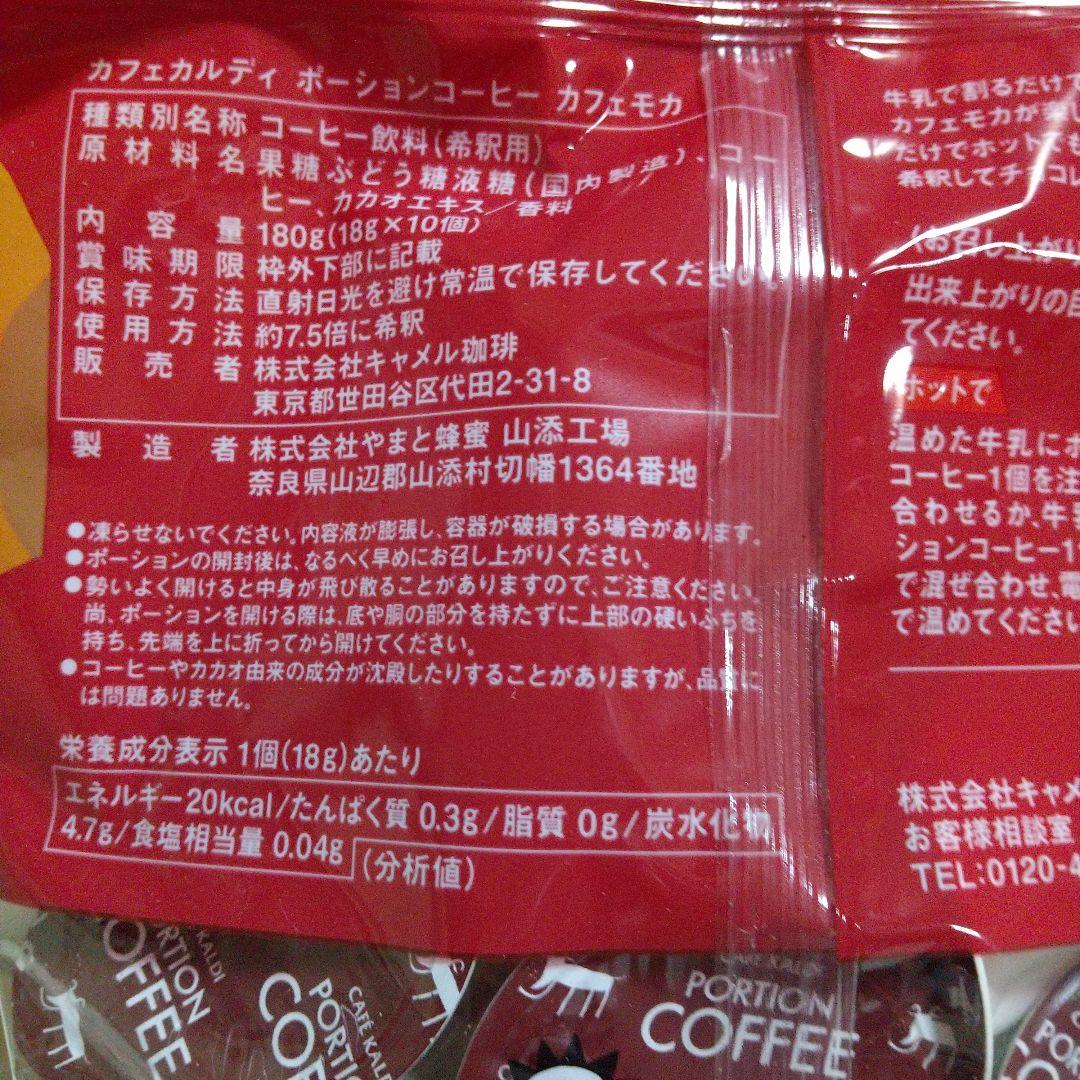 カフェカルディ ポーションコーヒー カフェモカ
種類別名称 コーヒー飲料(希釈用)
原材料名 果糖ぶどう糖液糖(国内製造)、コー
ヒー、カカオエキス/香料
内容量 180g(18g×10個)
賞味期限 枠外下部に記載
保存方法 直射日光を避け常温で保存してください。
使用方法 約7.5倍に希釈
販売者 株式会社キャメル珈琲
東京都世田谷区代田2-31-8
製造者 株式会社やまと蜂蜜 山添工場
奈良県山辺郡山添村切幡1364番地
●凍らせないでください。内容液が膨張し、容器が破損する場合があります。
●ポーションの開封後は、なるべく早めにお召し上がりください。
●勢いよく開けると中身が飛び散ることがありますので、ご注意ください。
尚、ポーションを開ける際は、底や胴の部分を持たずに上部の硬いふちを
持ち、先端を上に折ってから開けてください。
●コーヒーやカカオ由来の成分が沈殿したりすることがありますが、品質に
は問題ありません。
栄養成分表示 1個(18g)あたり
エネルギー20kcal/たんぱく質 0.3g/脂質 0g/炭水化物
4.7g/食塩相当量 0.04g (分析値)
牛乳で割るだけで
カフェモカが楽し
だけでホットでも
希釈してチョコレ
(お召し上がり
出来上がりの目
てください。
ホットで
温めた牛乳にポ
コーヒー1個を注
合わせるか、牛乳
ションコーヒー1
で混ぜ合わせ、電
で温めてください
株式会社キャメ
お客様相談室
TEL:0120-4
CAFÉ KALDI
PORTION
COFFEE
CAFÉ KALDI
PORTIO
COF
CAFÉ KALDI
PORTION
COFFEE